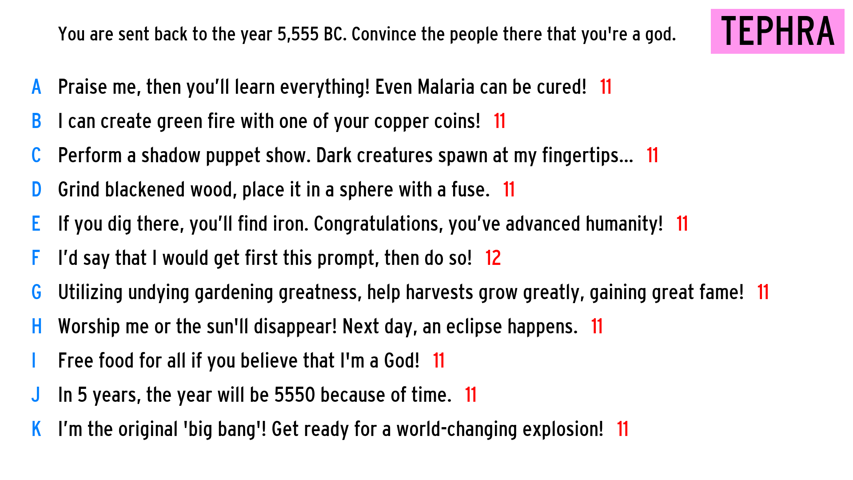 You are sent back to the year 5,555 BC. Convince the people there that you're a god.
TEPHRA
A Praise me, then you’ll learn everything! Even Malaria can be cured! 11
B I can create green fire with one of your copper coins! 11
C Perform a shadow puppet show. Dark creatures spawn at my fingertips... 11
D Grind blackened wood, place it in a sphere with a fuse. 11
E If you dig there, you’ll find iron. Congratulations, you’ve advanced humanity! 11
F I’d say that I would get first this prompt, then do so! 12
G Utilizing undying gardening greatness, help harvests grow greatly, gaining great fame! 11
H Worship me or the sun'll disappear! Next day, an eclipse happens. 11
I Free food for all if you believe that I'm a God! 11
J In 5 years, the year will be 5550 because of time. 11
K I’m the original 'big bang'! Get ready for a world-changing explosion! 11